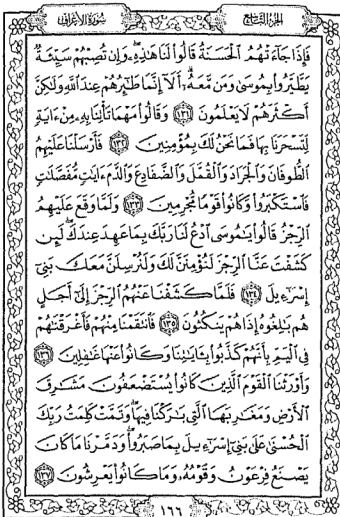 الجزء التاسع
سورة الأعراف
فَإِذَا جَآءَتْهُمُ ٱلْحَسَنَةُ قَالُوا۟ لَنَا هَٰذِهِۦ ۖ وَإِن تُصِبْهُمْ سَيِّئَةٌ
يَطَّيَّرُوا۟ بِمُوسَىٰ وَمَن مَّعَهُۥٓ ۗ أَلَآ إِنَّمَا طَٰٓئِرُهُمْ عِندَ ٱللَّهِ وَلَٰكِنَّ
أَكْثَرَهُمْ لَا يَعْلَمُونَ ١٣١ وَقَالُوا۟ مَهْمَا تَأْتِنَا بِهِۦ مِنْ ءَايَةٍ
لِّتَسْحَرَنَا بِهَا فَمَا نَحْنُ لَكَ بِمُؤْمِنِينَ ١٣٢ فَأَرْسَلْنَا عَلَيْهِمُ
ٱلطُّوفَانَ وَٱلْجَرَادَ وَٱلْقُمَّلَ وَٱلضَّفَادِعَ وَٱلدَّمَ ءَايَٰتٍ مُّفَصَّلَٰتٍ
فَٱسْتَكْبَرُوا۟ وَكَانُوا۟ قَوْمًا مُّجْرِمِينَ ١٣٣ وَلَمَّا وَقَعَ عَلَيْهِمُ
ٱلرِّجْزُ قَالُوا۟ يَٰمُوسَى ٱدْعُ لَنَا رَبَّكَ بِمَا عَهِدَ عِندَكَ ۖ لَئِن
كَشَفْتَ عَنَّا ٱلرِّجْزَ لَنُؤْمِنَنَّ لَكَ وَلَنُرْسِلَنَّ مَعَكَ بَنِىٓ
إِسْرَٰٓءِيلَ ١٣٤ فَلَمَّا كَشَفْنَا عَنْهُمُ ٱلرِّجْزَ إِلَىٰٓ أَجَلٍ
هُم بَٰلِغُوهُ إِذَا هُمْ يَنكُثُونَ ١٣٥ فَٱنتَقَمْنَا مِنْهُمْ فَأَغْرَقْنَٰهُمْ
فِى ٱلْيَمِّ بِأَنَّهُمْ كَذَّبُوا۟ بِـَٔايَٰتِنَا وَكَانُوا۟ عَنْهَا غَٰفِلِينَ ١٣٦
وَأَوْرَثْنَا ٱلْقَوْمَ ٱلَّذِينَ كَانُوا۟ يُسْتَضْعَفُونَ مَشَٰرِقَ
ٱلْأَرْضِ وَمَغَٰرِبَهَا ٱلَّتِى بَٰرَكْنَا فِيهَا ۖ وَتَمَّتْ كَلِمَتُ رَبِّكَ
ٱلْحُسْنَىٰ عَلَىٰ بَنِىٓ إِسْرَٰٓءِيلَ بِمَا صَبَرُوا۟ ۖ وَدَمَّرْنَا مَا كَانَ
يَصْنَعُ فِرْعَوْنُ وَقَوْمُهُۥ وَمَا كَانُوا۟ يَعْرِشُونَ ١٣٧
١٦٦